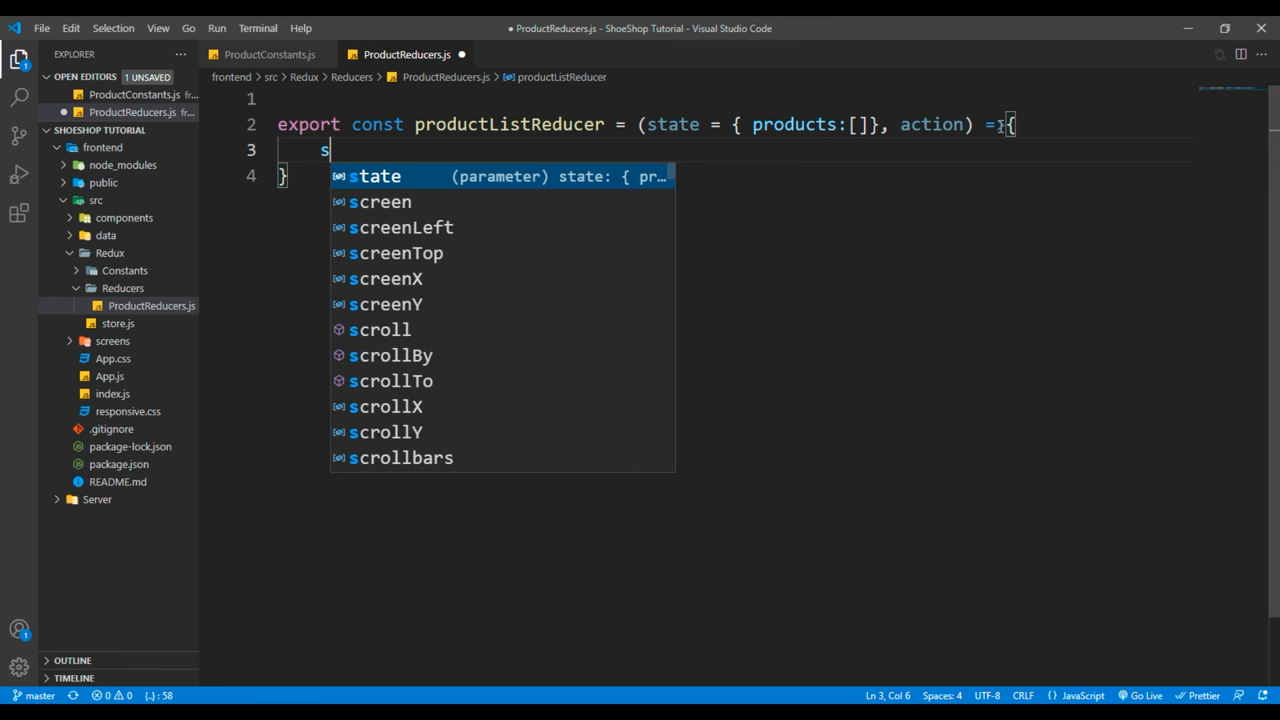 File Edit Selection View Go Run Terminal Help ● ProductReducers.js - ShoeShop Tutorial - Visual Studio Code
EXPLORER
ProductConstants.js
ProductReducers.js
OPEN EDITORS 1 UNSAVED
frontend > src > Redux > Reducers > ProductReducers.js > productListReducer
ProductConstants.js fr...
ProductReducers.js fr...
SHOESHOP TUTORIAL
frontend
node_modules
public
src
components
data
Redux
Constants
Reducers
ProductReducers.js
store.js
screens
App.css
App.js
index.js
responsive.css
.gitignore
package-lock.json
package.json
README.md
Server
OUTLINE
TIMELINE
1
2 export const productListReducer = (state = { products:[]}, action) =>{
3 s
4 }
state (parameter) state: { pr...
screen
screenLeft
screenTop
screenX
screenY
scroll
scrollBy
scrollTo
scrollX
scrollY
scrollbars
1
1
master 0 0 {..} : 58 Ln 3, Col 6 Spaces: 4 UTF-8 CRLF {} JavaScript Go Live Prettier